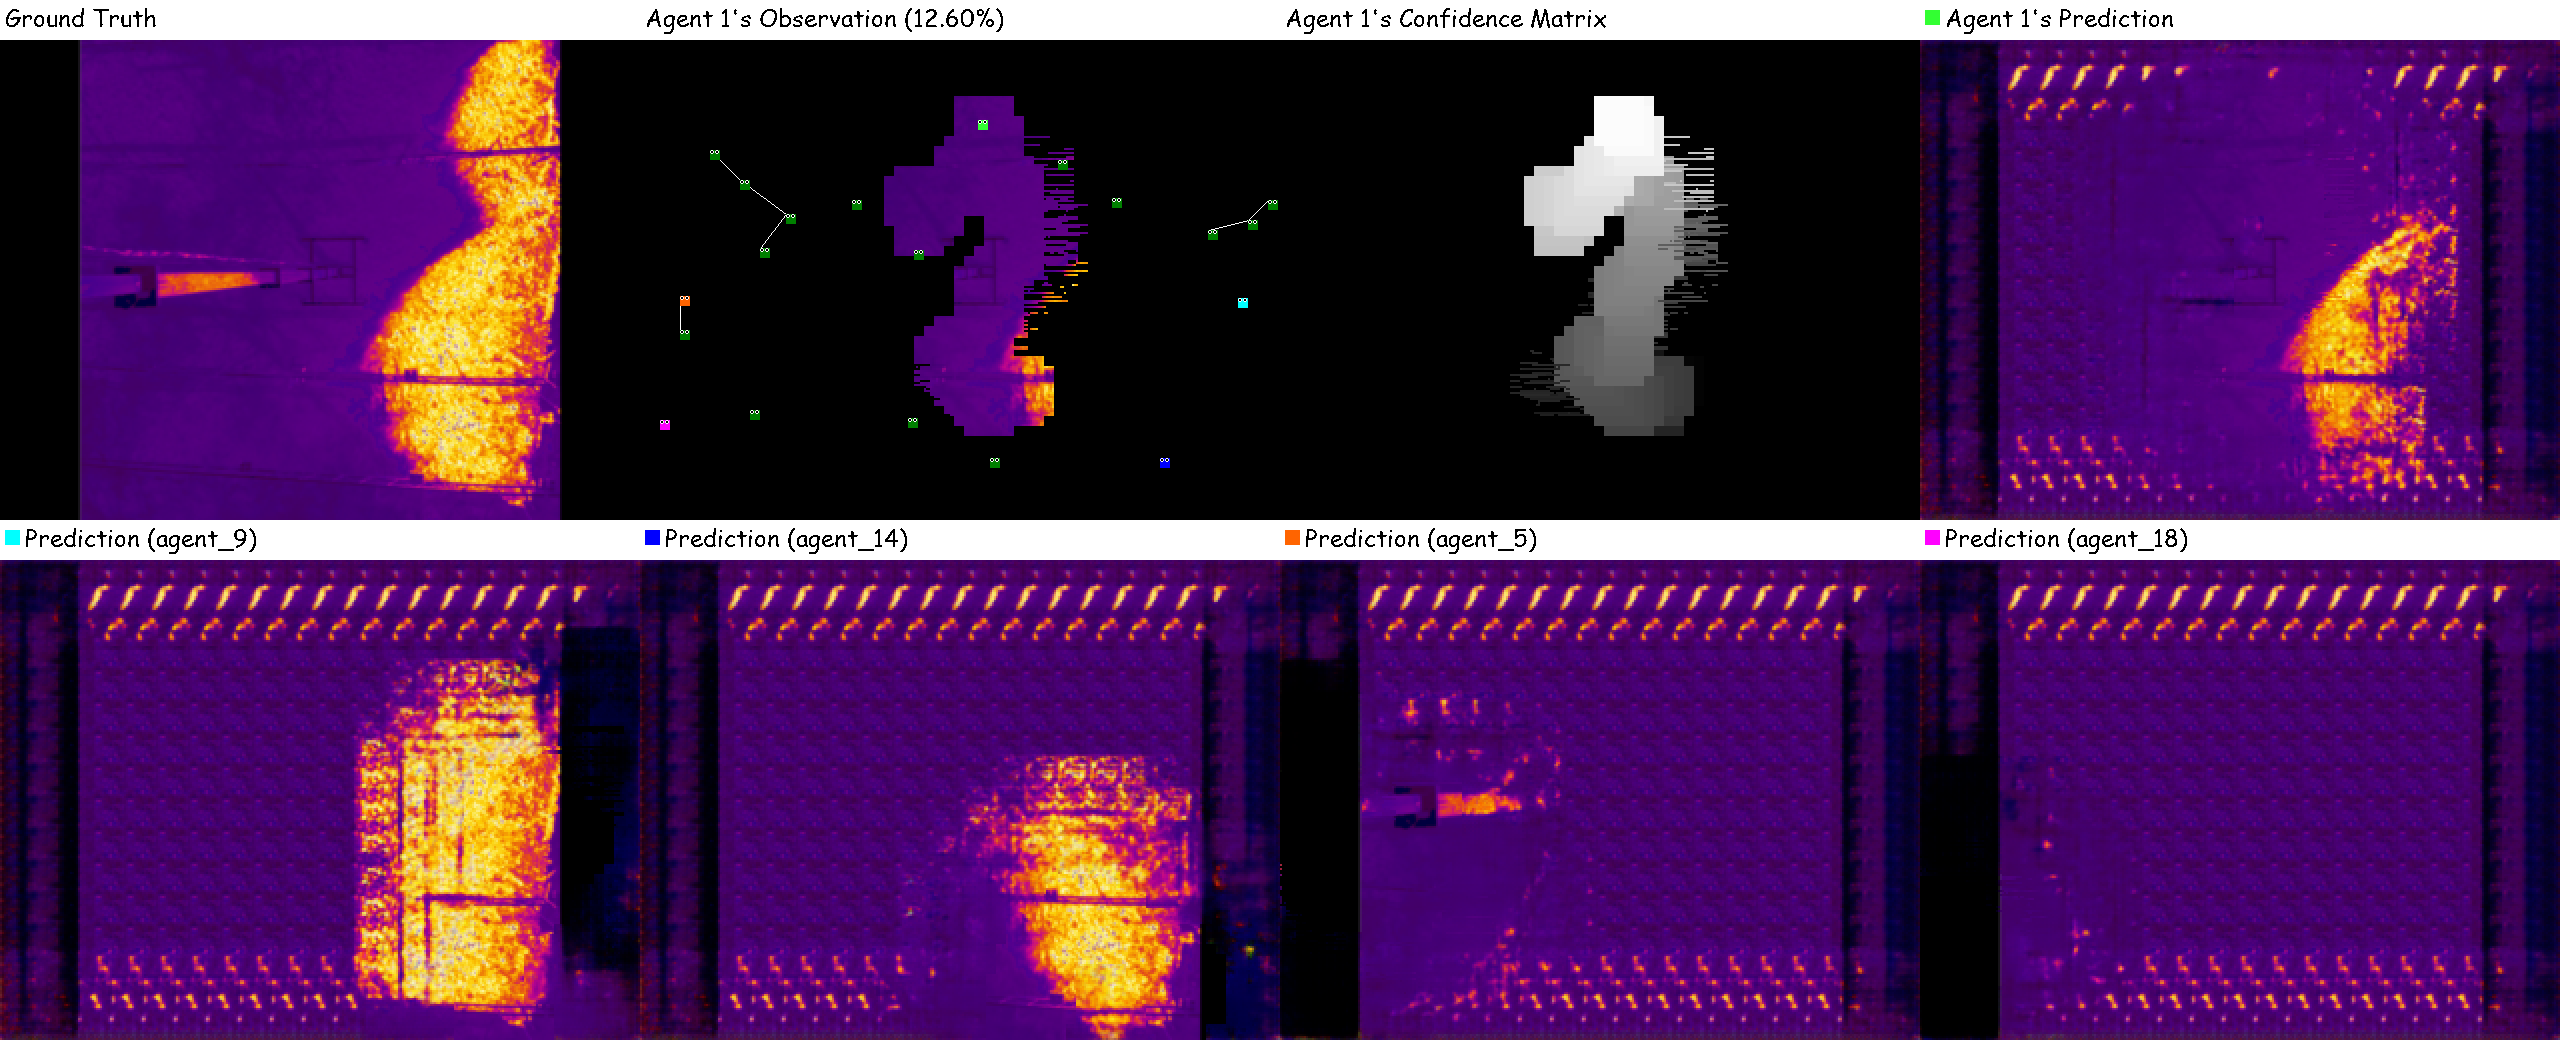 Ground Truth
Agent 1's Observation (12.60%)
Agent 1's Confidence Matrix
Agent 1's Prediction
Prediction (agent_9)
Prediction (agent_14)
Prediction (agent_5)
Prediction (agent_18)